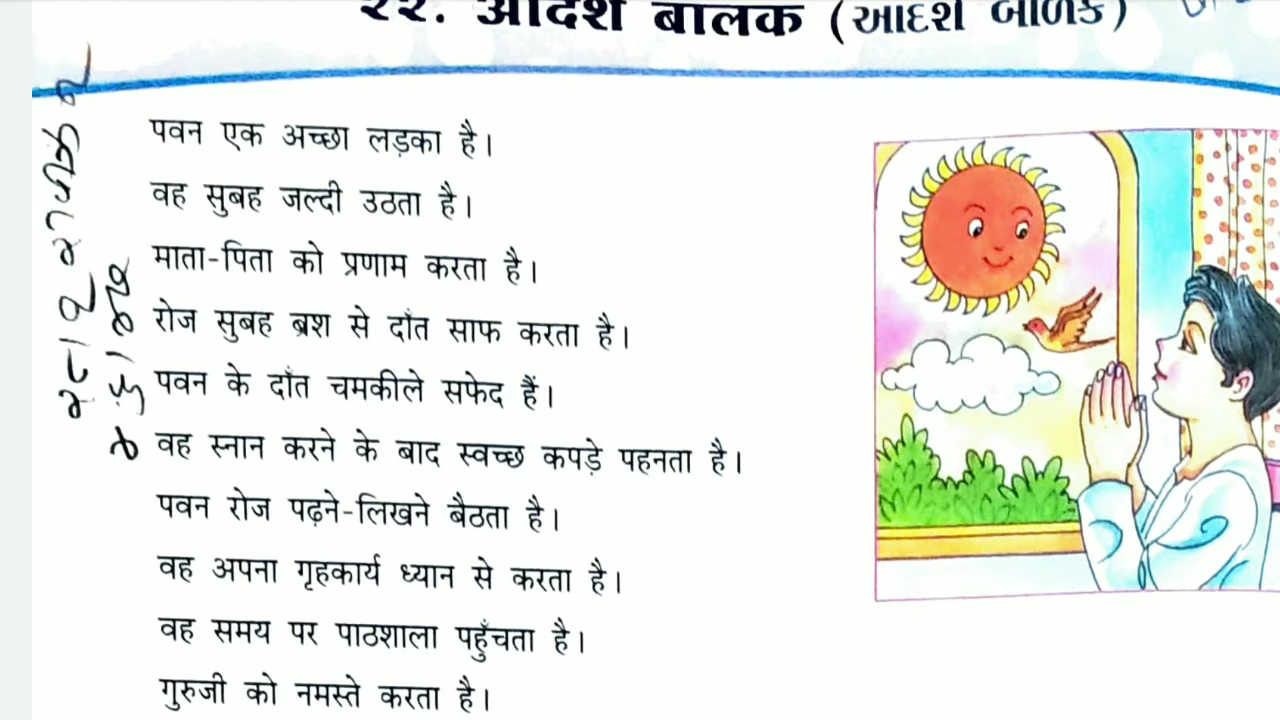 २२. आदर्श बालक (આદર્શ બાળક)
पवन एक अच्छा लड़का है।
वह सुबह जल्दी उठता है।
माता-पिता को प्रणाम करता है।
रोज सुबह ब्रश से दाँत साफ करता है।
पवन के दाँत चमकीले सफेद हैं।
वह स्नान करने के बाद स्वच्छ कपड़े पहनता है।
पवन रोज पढ़ने-लिखने बैठता है।
वह अपना गृहकार्य ध्यान से करता है।
वह समय पर पाठशाला पहुँचता है।
गुरुजी को नमस्ते करता है।